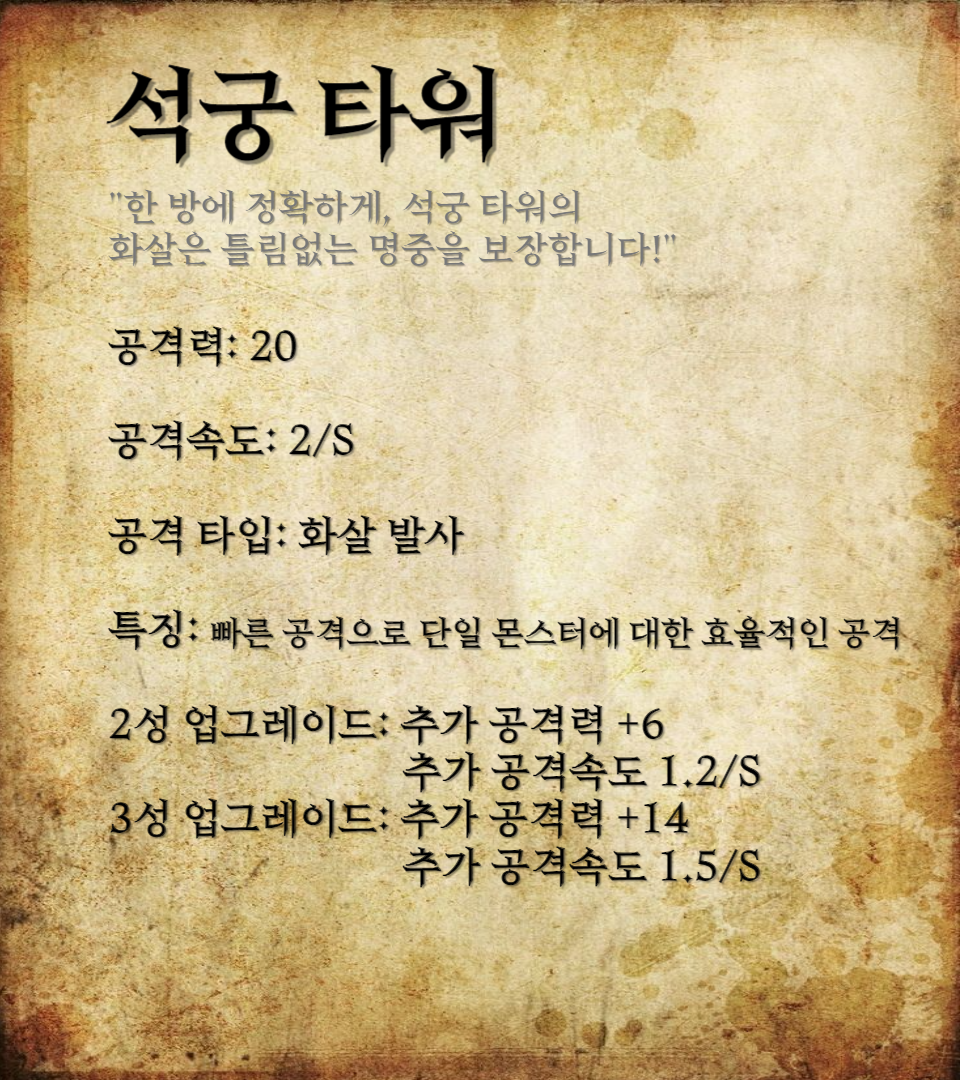 석궁 타워
"한 방에 정확하게, 석궁 타워의
화살은 틀림없는 명중을 보장합니다!"
공격력: 20
공격속도: 2/S
공격 타입: 화살 발사
특징: 빠른 공격으로 단일 몬스터에 대한 효율적인 공격
2성 업그레이드: 추가 공격력 +6
추가 공격속도 1.2/S
3성 업그레이드: 추가 공격력 +14
추가 공격속도 1.5/S